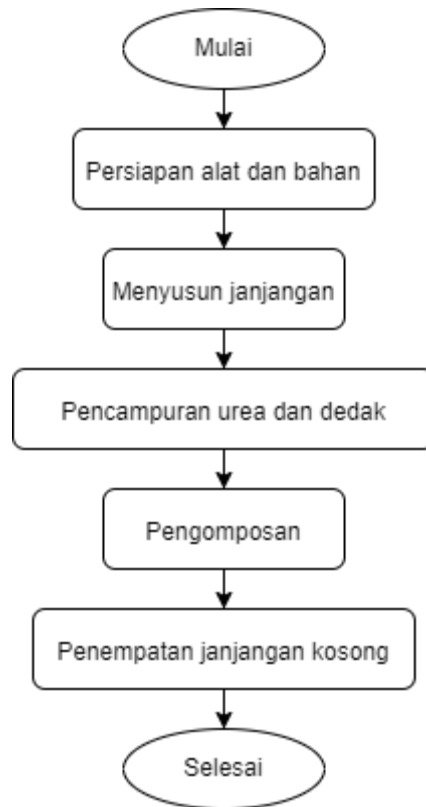 Mulai
Persiapan alat dan bahan
Menyusun janjangan
Pencampuran urea dan dedak
Pengomposan
Penempatan janjangan kosong
Selesai